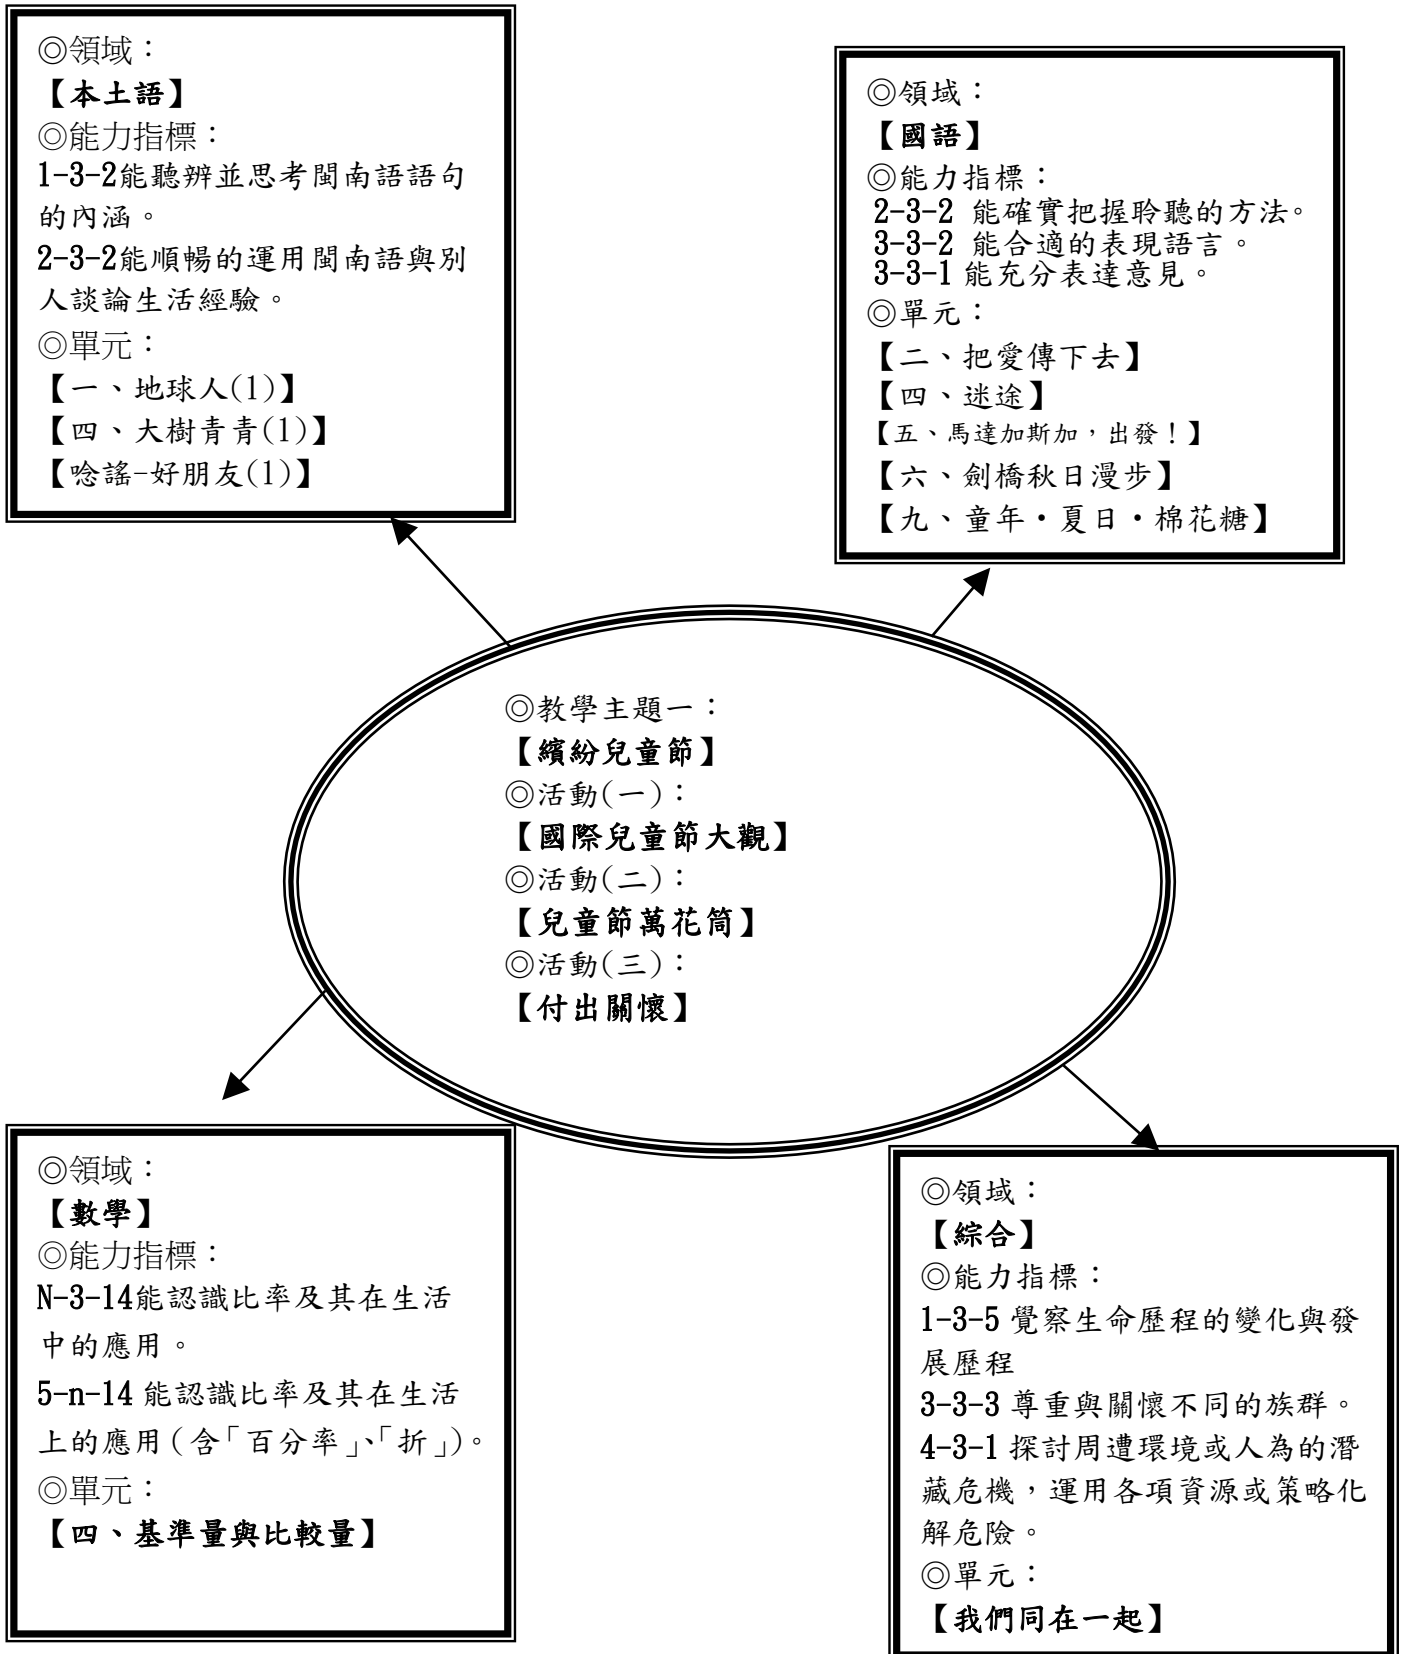 ◎領域：
【本土語】
◎能力指標：
1-3-2能聽辨並思考閩南語語句
的內涵。
2-3-2能順暢的運用閩南語與別
人談論生活經驗。
◎單元：
【一、地球人(1)】
【四、大樹青青(1)】
【唸謠-好朋友(1)】
◎領域：
【國語】
◎能力指標：
2-3-2 能確實把握聆聽的方法。
3-3-2 能合適的表現語言。
3-3-1 能充分表達意見。
◎單元：
【二、把愛傳下去】
【四、迷途】
【五、馬達加斯加，出發！】
【六、劍橋秋日漫步】
【九、童年・夏日・棉花糖】
◎教學主題一：
【繽紛兒童節】
◎活動(一)：
【國際兒童節大觀】
◎活動(二)：
【兒童節萬花筒】
◎活動(三)：
【付出關懷】
◎領域：
【數學】
◎能力指標：
N-3-14能認識比率及其在生活
中的應用。
5-n-14 能認識比率及其在生活
上的應用（含「百分率」、「折」）。
◎單元：
【四、基準量與比較量】
◎領域：
【綜合】
◎能力指標：
1-3-5 覺察生命歷程的變化與發
展歷程
3-3-3 尊重與關懷不同的族群。
4-3-1 探討周遭環境或人為的潛
藏危機，運用各項資源或策略化
解危險。
◎單元：
【我們同在一起】